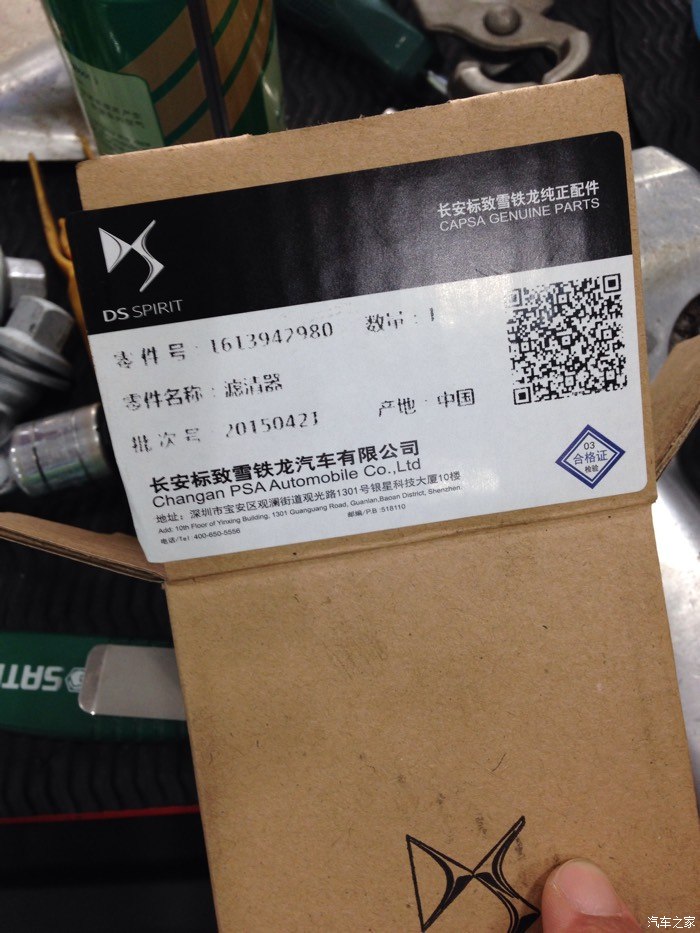 长安标致雪铁龙纯正配件
CAPSA GENUINE PARTS
DS SPIRIT
零件号：1613942980 数量：1
零件名称：滤清器
批次号 20150421 产地：中国
03
合格证
检验
长安标致雪铁龙汽车有限公司
Changan PSA Automobile Co.,Ltd
地址：深圳市宝安区观澜街道观光路1301号银星科技大厦10楼
Add: 10th Floor of Yinxing Building, 1301 Guanguang Road, Guanlan,Baoan District, Shenzhen.
电话/Tel : 400-650-5556 邮编/P.B :518110
SATA
汽车之家